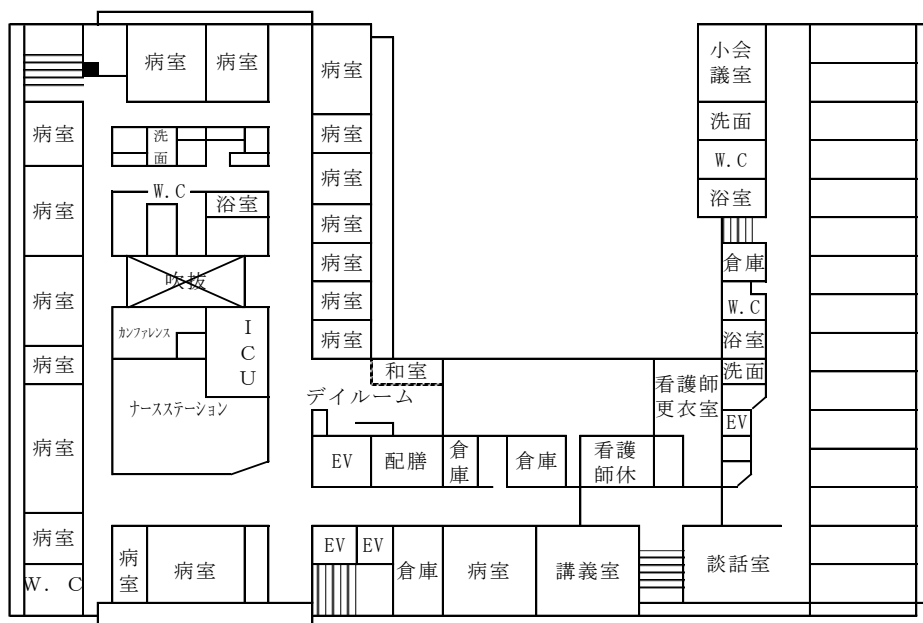 病室
病室
病室
小会
議室
病室
洗
面
病室
洗面
W.C
浴室
病室
W.C
病室
浴室
病室
病室
倉庫
吹抜
病室
病室
W.C
カンファレンス
ICU
病室
浴室
病室
和室
看護師
更衣室
洗面
デイルーム
ナースステーション
EV
病室
EV
配膳
倉
庫
倉庫
看護
師休
病室
EV
EV
病
室
病室
倉庫
病室
講義室
談話室
W. C